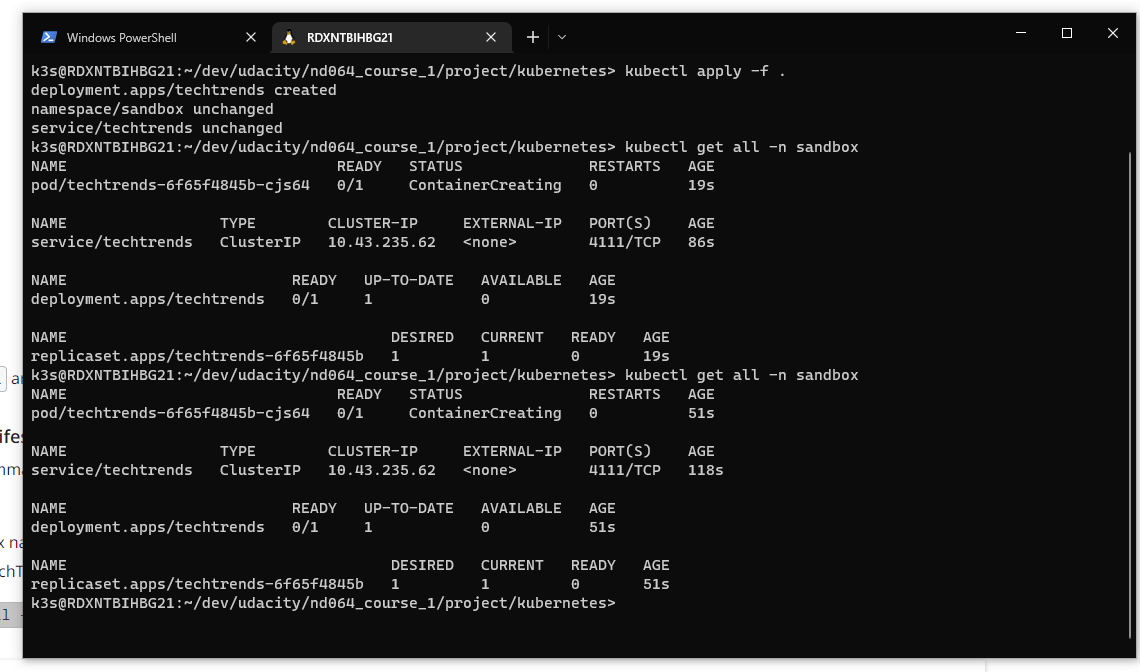 Windows PowerShell
RDXNTBIHBG21
k3s@RDXNTBIHBG21:~/dev/udacity/nd064_course_1/project/kubernetes> kubectl apply -f .
deployment.apps/techtrends created
namespace/sandbox unchanged
service/techtrends unchanged
k3s@RDXNTBIHBG21:~/dev/udacity/nd064_course_1/project/kubernetes> kubectl get all -n sandbox
NAME READY STATUS RESTARTS AGE
pod/techtrends-6f65f4845b-cjs64 0/1 ContainerCreating 0 19s
NAME TYPE CLUSTER-IP EXTERNAL-IP PORT(S) AGE
service/techtrends ClusterIP 10.43.235.62 <none> 4111/TCP 86s
NAME READY UP-TO-DATE AVAILABLE AGE
deployment.apps/techtrends 0/1 1 0 19s
NAME DESIRED CURRENT READY AGE
replicaset.apps/techtrends-6f65f4845b 1 1 0 19s
k3s@RDXNTBIHBG21:~/dev/udacity/nd064_course_1/project/kubernetes> kubectl get all -n sandbox
NAME READY STATUS RESTARTS AGE
pod/techtrends-6f65f4845b-cjs64 0/1 ContainerCreating 0 51s
NAME TYPE CLUSTER-IP EXTERNAL-IP PORT(S) AGE
service/techtrends ClusterIP 10.43.235.62 <none> 4111/TCP 118s
NAME READY UP-TO-DATE AVAILABLE AGE
deployment.apps/techtrends 0/1 1 0 51s
NAME DESIRED CURRENT READY AGE
replicaset.apps/techtrends-6f65f4845b 1 1 0 51s
k3s@RDXNTBIHBG21:~/dev/udacity/nd064_course_1/project/kubernetes>